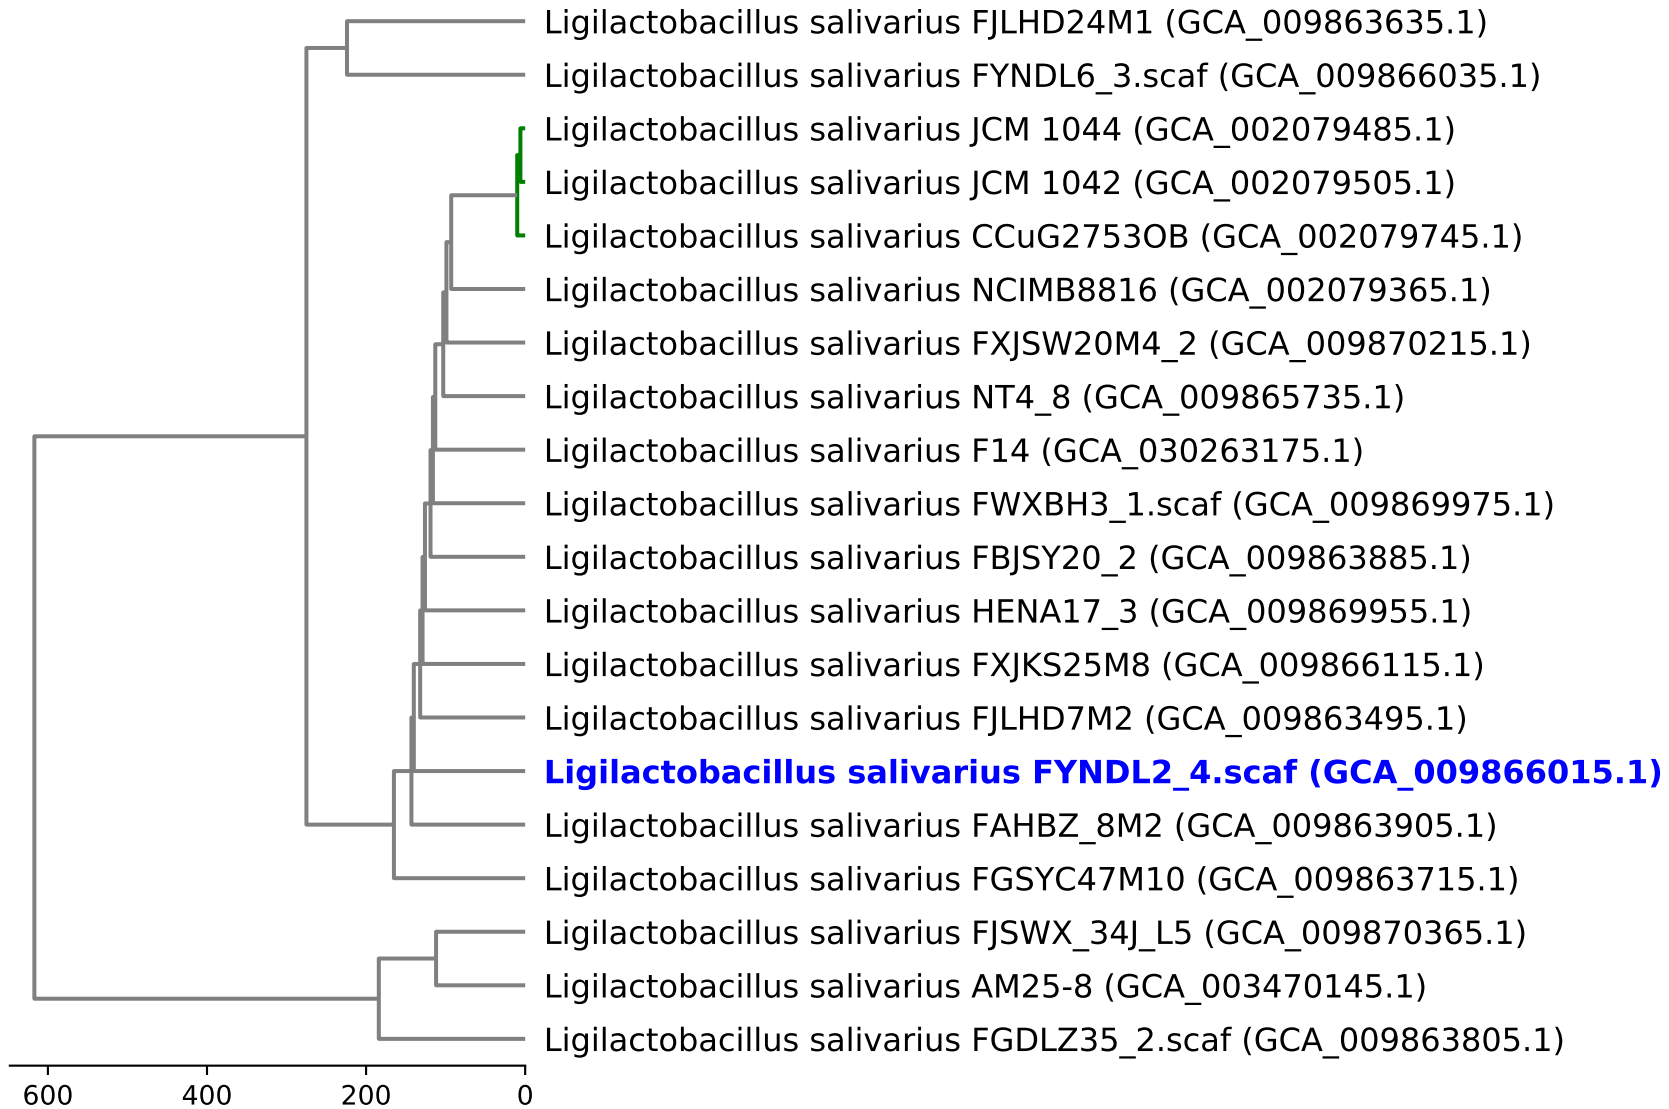 Ligilactobacillus salivarius FJLHD24M1 (GCA_009863635.1)
Ligilactobacillus salivarius FYNDL6_3.scaf (GCA_009866035.1)
Ligilactobacillus salivarius JCM 1044 (GCA_002079485.1)
Ligilactobacillus salivarius JCM 1042 (GCA_002079505.1)
Ligilactobacillus salivarius CCuG2753OB (GCA_002079745.1)
Ligilactobacillus salivarius NCIMB8816 (GCA_002079365.1)
Ligilactobacillus salivarius FXJSW20M4_2 (GCA_009870215.1)
Ligilactobacillus salivarius NT4_8 (GCA_009865735.1)
Ligilactobacillus salivarius F14 (GCA_030263175.1)
Ligilactobacillus salivarius FWXBH3_1.scaf (GCA_009869975.1)
Ligilactobacillus salivarius FBJSY20_2 (GCA_009863885.1)
Ligilactobacillus salivarius HENA17_3 (GCA_009869955.1)
Ligilactobacillus salivarius FXJKS25M8 (GCA_009866115.1)
Ligilactobacillus salivarius FJLHD7M2 (GCA_009863495.1)
Ligilactobacillus salivarius FYNDL2_4.scaf (GCA_009866015.1)
Ligilactobacillus salivarius FAHBZ_8M2 (GCA_009863905.1)
Ligilactobacillus salivarius FGSYC47M10 (GCA_009863715.1)
Ligilactobacillus salivarius FJSWX_34J_L5 (GCA_009870365.1)
Ligilactobacillus salivarius AM25-8 (GCA_003470145.1)
Ligilactobacillus salivarius FGDLZ35_2.scaf (GCA_009863805.1)
600 400 200 0